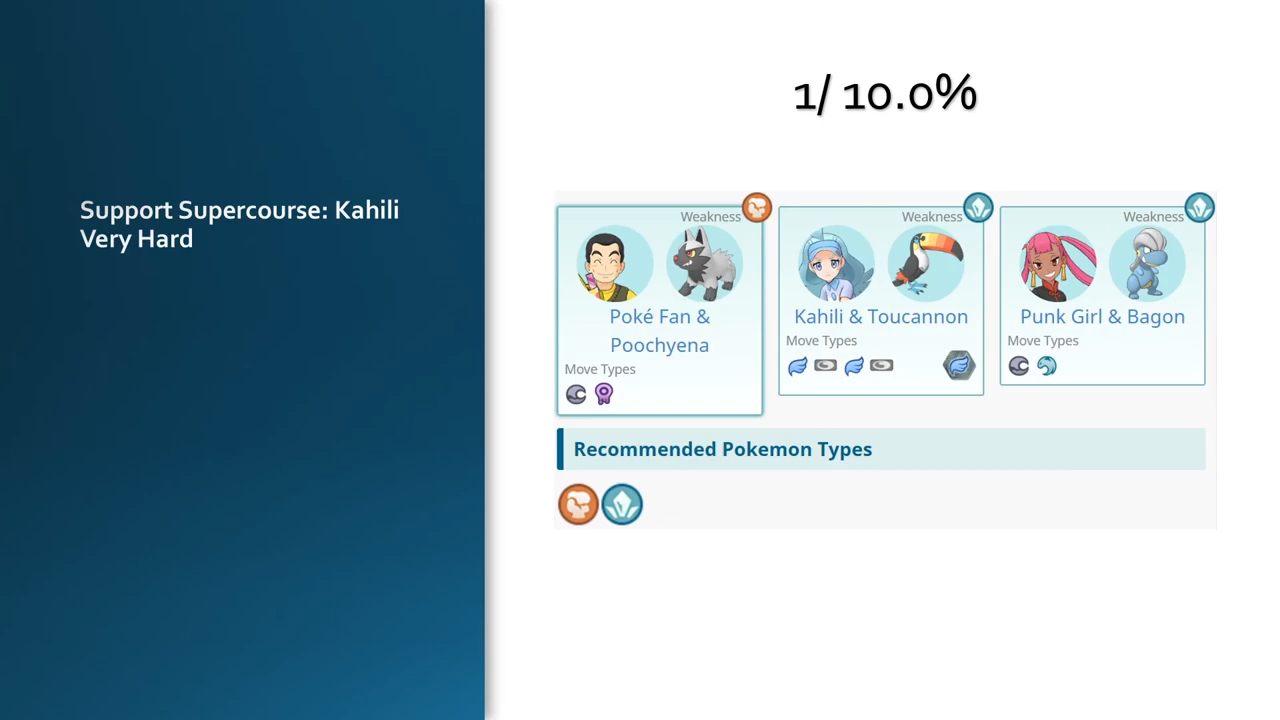 Support Supercourse: Kahili
Very Hard
1/ 10.0%
Weakness
Poké Fan &
Poochyena
Move Types
Weakness
Kahili & Toucannon
Move Types
Weakness
Punk Girl & Bagon
Move Types
Recommended Pokemon Types